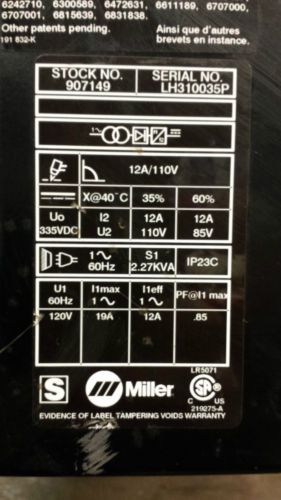 6242710, 6300589, 6472631, 6611189, 6707000,
6707001, 6815639, 6831838.
Other patents pending.
Ainsi que d'autres
brevets en instance.
191 832-K
STOCK NO. SERIAL NO.
907149 LH310035P
12A/110V
X@40°C 35% 60%
Uo I2 12A 12A
335VDC U2 110V 85V
1~ S1 IP23C
60Hz 2.27KVA
U1 I1max I1eff PF@I1 max
60Hz 1~ 1~
120V 19A 12A .85
S Miller
LR5071
SA
C US
219275-A
EVIDENCE OF LABEL TAMPERING VOIDS WARRANTY